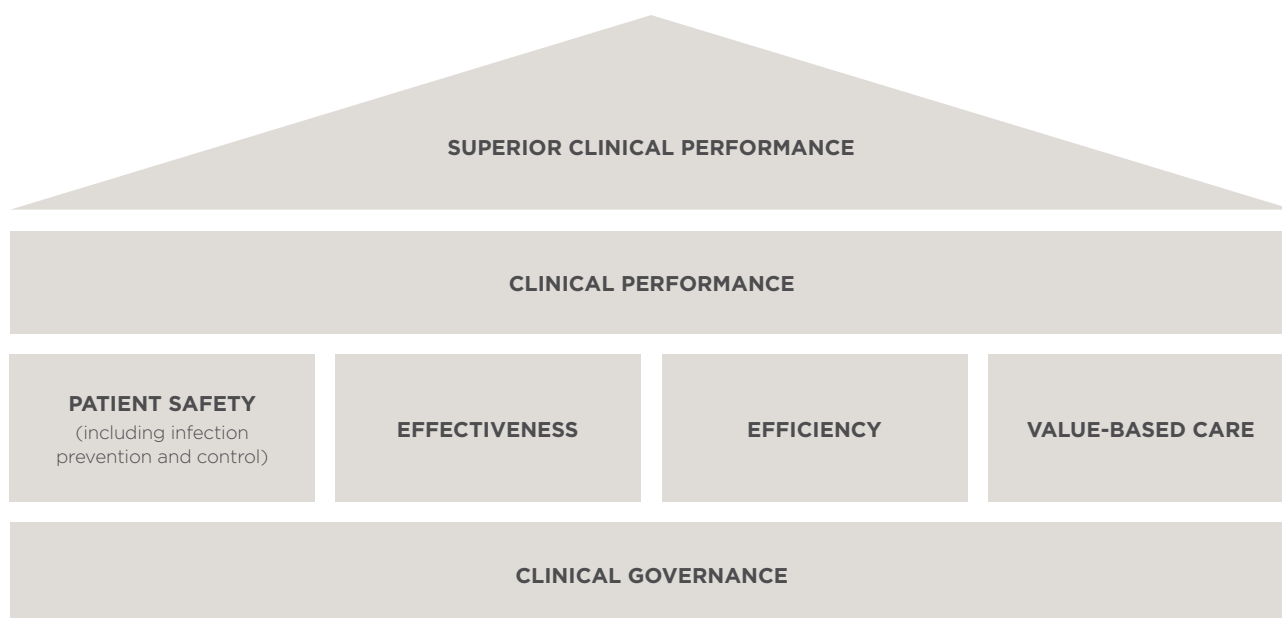 SUPERIOR CLINICAL PERFORMANCE
CLINICAL PERFORMANCE
PATIENT SAFETY
(including infection
prevention and control)
EFFECTIVENESS
EFFICIENCY
VALUE-BASED CARE
CLINICAL GOVERNANCE